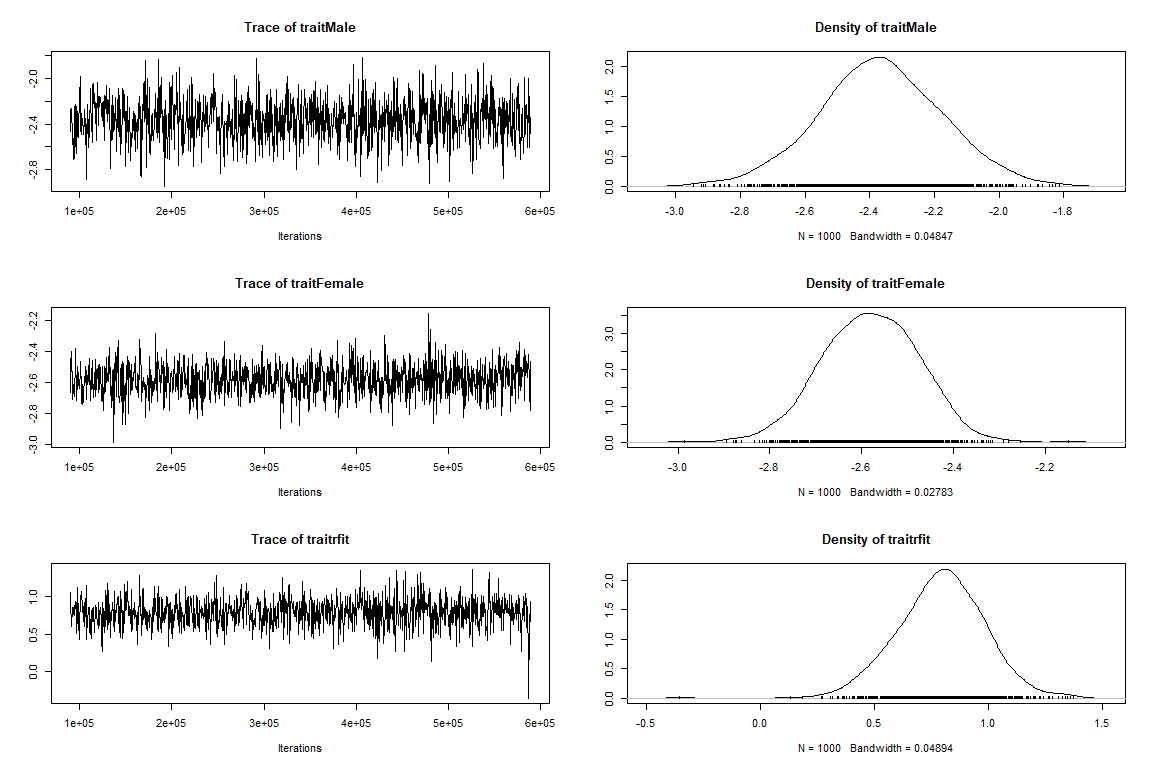 Trace of traitMale
-2.0
-2.4
-2.8
1e+05 2e+05 3e+05 4e+05 5e+05 6e+05
Iterations
Density of traitMale
2.0
1.5
1.0
0.5
0.0
-3.0 -2.8 -2.6 -2.4 -2.2 -2.0 -1.8
N = 1000 Bandwidth = 0.04847
Trace of traitFemale
-2.2
-2.4
-2.6
-2.8
-3.0
1e+05 2e+05 3e+05 4e+05 5e+05 6e+05
Iterations
Density of traitFemale
3.0
2.0
1.0
0.0
-3.0 -2.8 -2.6 -2.4 -2.2
N = 1000 Bandwidth = 0.02783
Trace of traitrfit
1.0
0.5
0.0
1e+05 2e+05 3e+05 4e+05 5e+05 6e+05
Iterations
Density of traitrfit
2.0
1.5
1.0
0.5
0.0
-0.5 0.0 0.5 1.0 1.5
N = 1000 Bandwidth = 0.04894